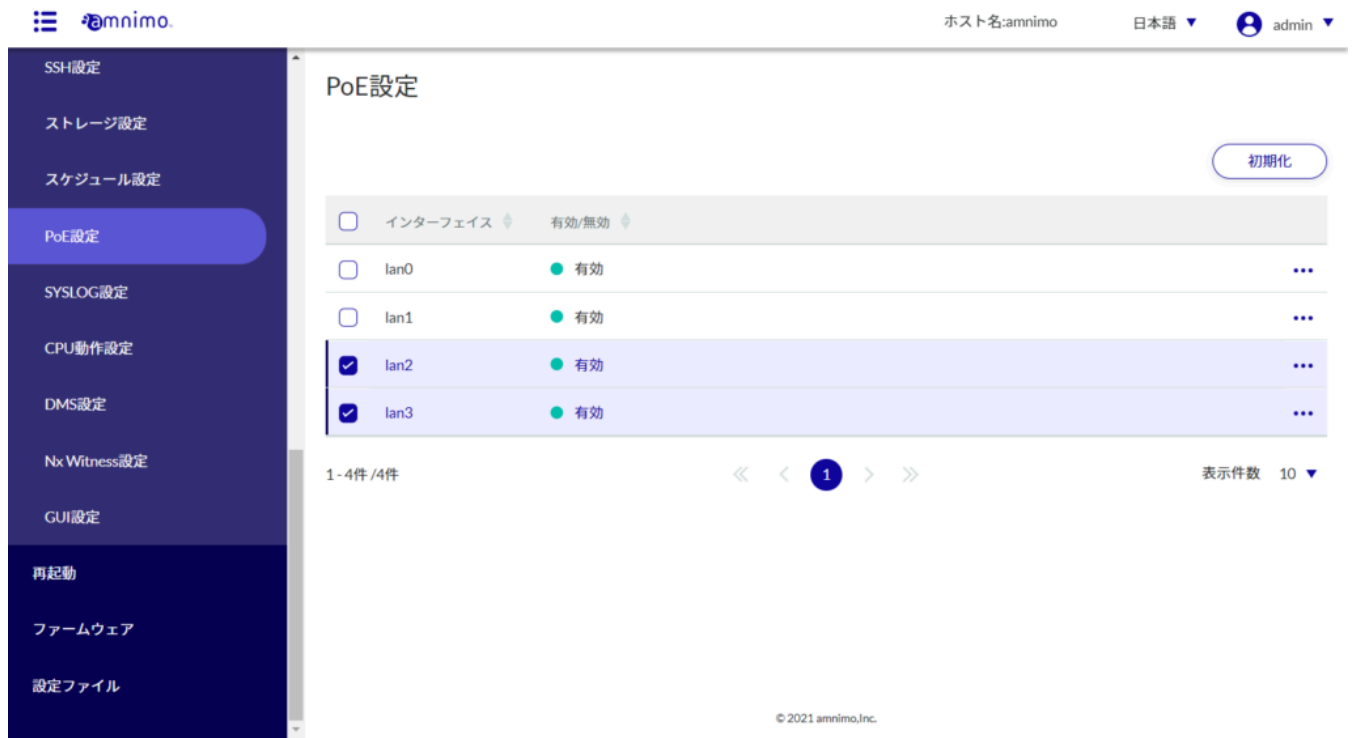 amnimo.
ホスト名:amnimo
日本語 ▼
admin ▼
SSH設定
ストレージ設定
スケジュール設定
PoE設定
SYSLOG設定
CPU動作設定
DMS設定
Nx Witness設定
GUI設定
再起動
ファームウェア
設定ファイル
PoE設定
初期化
インターフェイス 有効/無効
lan0 有効 •••
lan1 有効 •••
lan2 有効 •••
lan3 有効 •••
1 - 4件 /4件
« < 1 > »
表示件数 10 ▼
© 2021 amnimo,Inc.